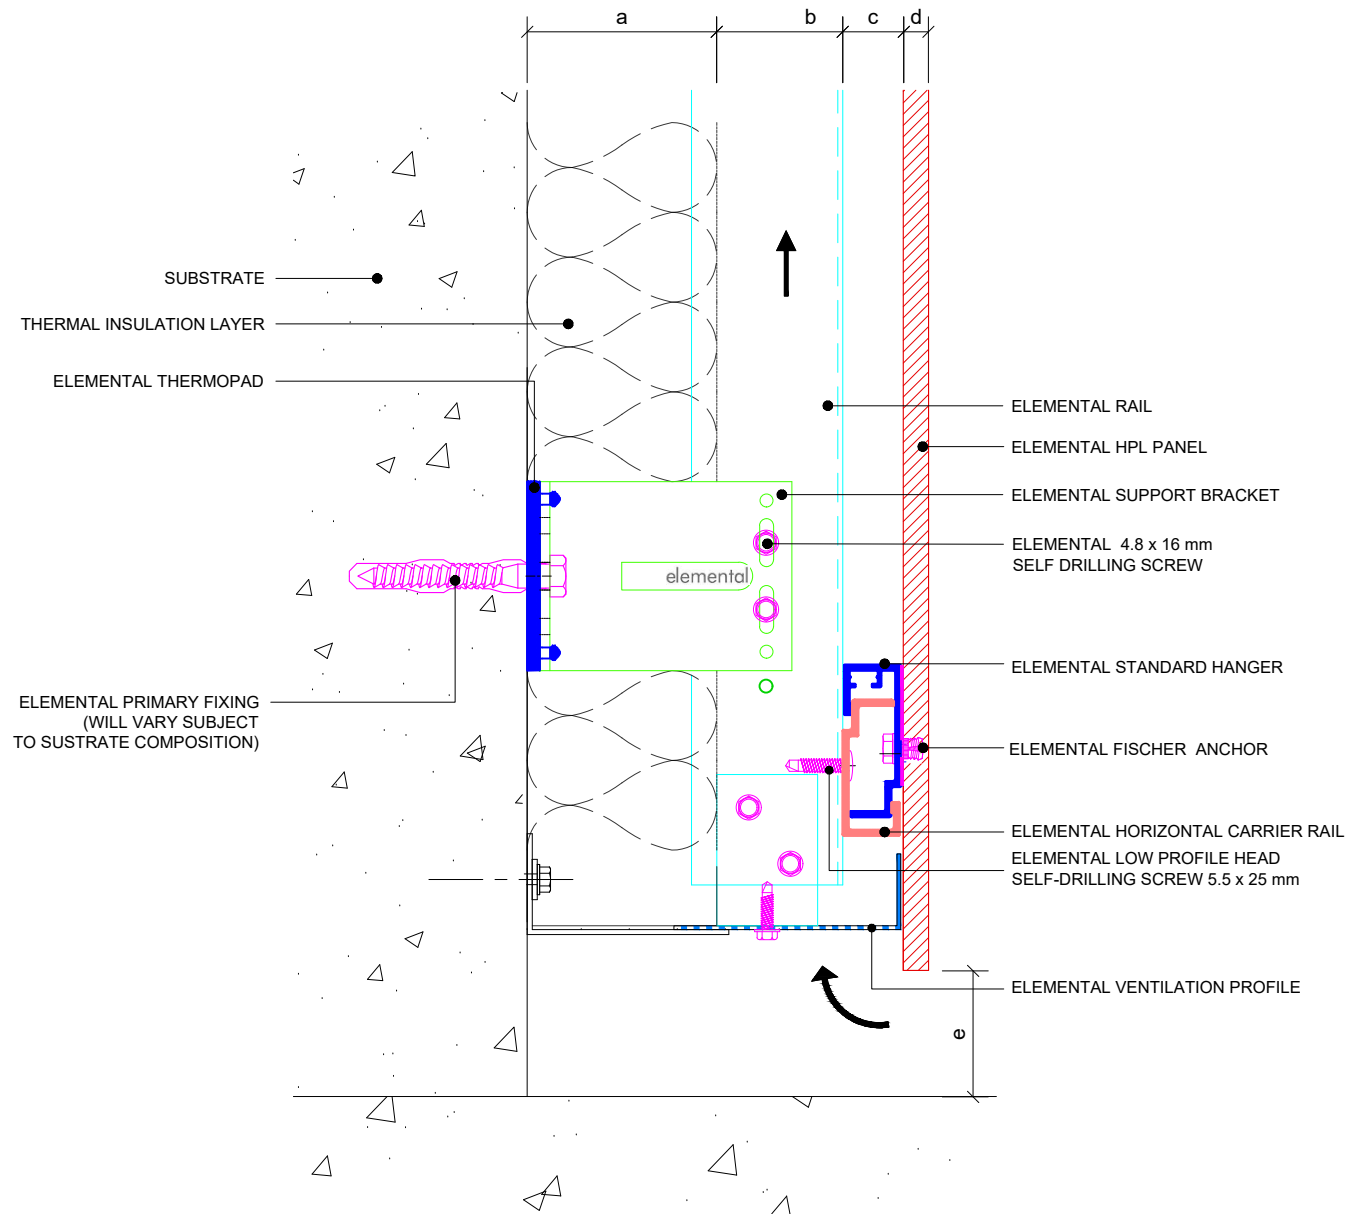 a
b
c
d
SUBSTRATE
THERMAL INSULATION LAYER
ELEMENTAL THERMOPAD
ELEMENTAL PRIMARY FIXING
(WILL VARY SUBJECT
TO SUSTRATE COMPOSITION)
elemental
ELEMENTAL RAIL
ELEMENTAL HPL PANEL
ELEMENTAL SUPPORT BRACKET
ELEMENTAL 4.8 x 16 mm
SELF DRILLING SCREW
ELEMENTAL STANDARD HANGER
ELEMENTAL FISCHER ANCHOR
ELEMENTAL HORIZONTAL CARRIER RAIL
ELEMENTAL LOW PROFILE HEAD
SELF-DRILLING SCREW 5.5 x 25 mm
ELEMENTAL VENTILATION PROFILE
e